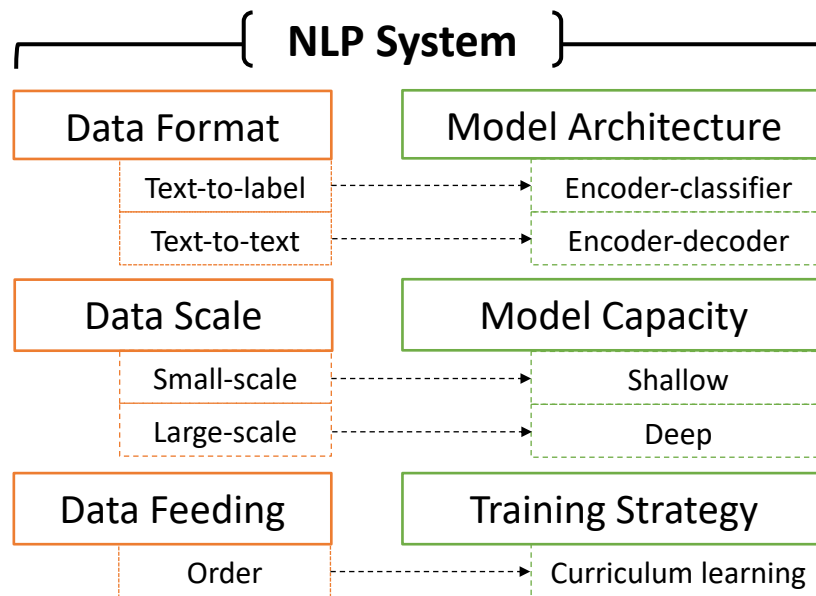 NLP System
Data Format Model Architecture
Text-to-label Encoder-classifier
Text-to-text Encoder-decoder
Data Scale Model Capacity
Small-scale Shallow
Large-scale Deep
Data Feeding Training Strategy
Order Curriculum learning